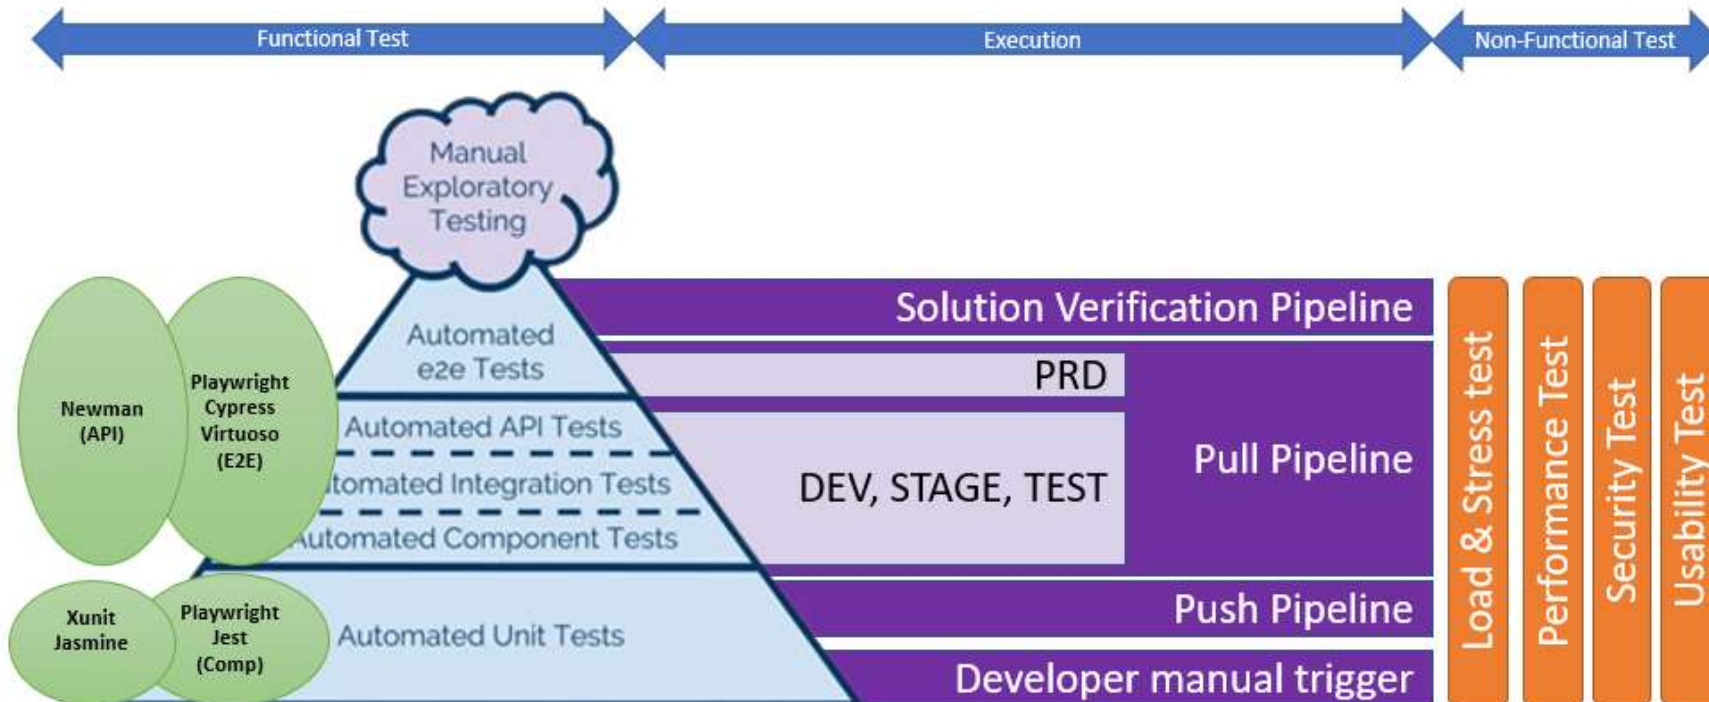 Functional Test
Execution
Non-Functional Test
Manual
Exploratory
Testing
Solution Verification Pipeline
Automated
e2e Tests
PRD
Playwright
Cypress
Virtuoso
(E2E)
Newman
(API)
Automated API Tests
Pull Pipeline
tomated Integration Tests
DEV, STAGE, TEST
Automated Component Tests
Xunit
Jasmine
Playwright
Jest
(Comp)
Automated Unit Tests
Push Pipeline
Developer manual trigger
Load & Stress test
Performance Test
Security Test
Usability Test